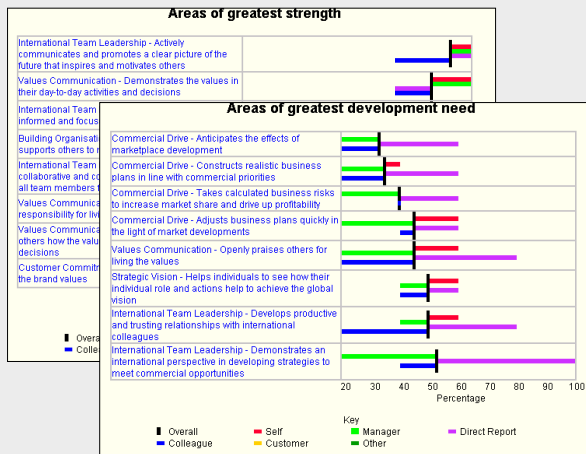 Areas of greatest strength
International Team Leadership - Actively
communicates and promotes a clear picture of the
future that inspires and motivates others
Values Communication - Demonstrates the values in
their day-to-day activities and decisions
International Team
informed and focus
Building Organisatio
supports others to
International Team
collaborative and co
all team members
Values Communica
responsibility for livi
Values Communica
others how the valu
decisions
Customer Commitm
the brand values
Overa
Collea
Areas of greatest development need
Commercial Drive - Anticipates the effects of
marketplace development
Commercial Drive - Constructs realistic business
plans in line with commercial priorities
Commercial Drive - Takes calculated business risks
to increase market share and drive up profitability
Commercial Drive - Adjusts business plans quickly in
the light of market developments
Values Communication - Openly praises others for
living the values
Strategic Vision - Helps individuals to see how their
individual role and actions help to achieve the global
vision
International Team Leadership - Develops productive
and trusting relationships with international
colleagues
International Team Leadership - Demonstrates an
international perspective in developing strategies to
meet commercial opportunities
20 30 40 50 60 70 80 90 100
Percentage
Key
Overall Self Manager Direct Report
Colleague Customer Other